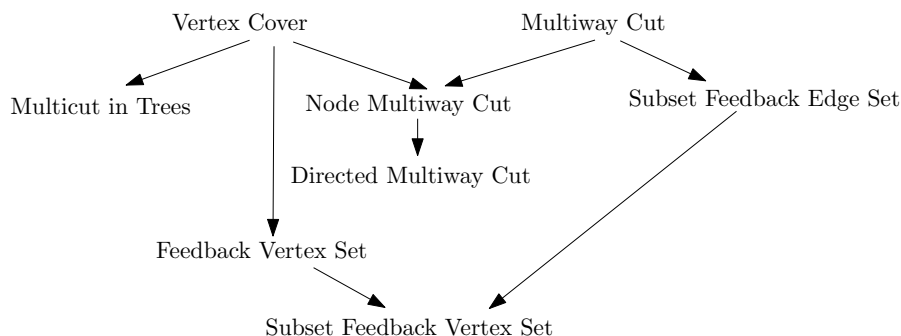 Vertex Cover
Multiway Cut
Multicut in Trees
Node Multiway Cut
Subset Feedback Edge Set
Directed Multiway Cut
Feedback Vertex Set
Subset Feedback Vertex Set